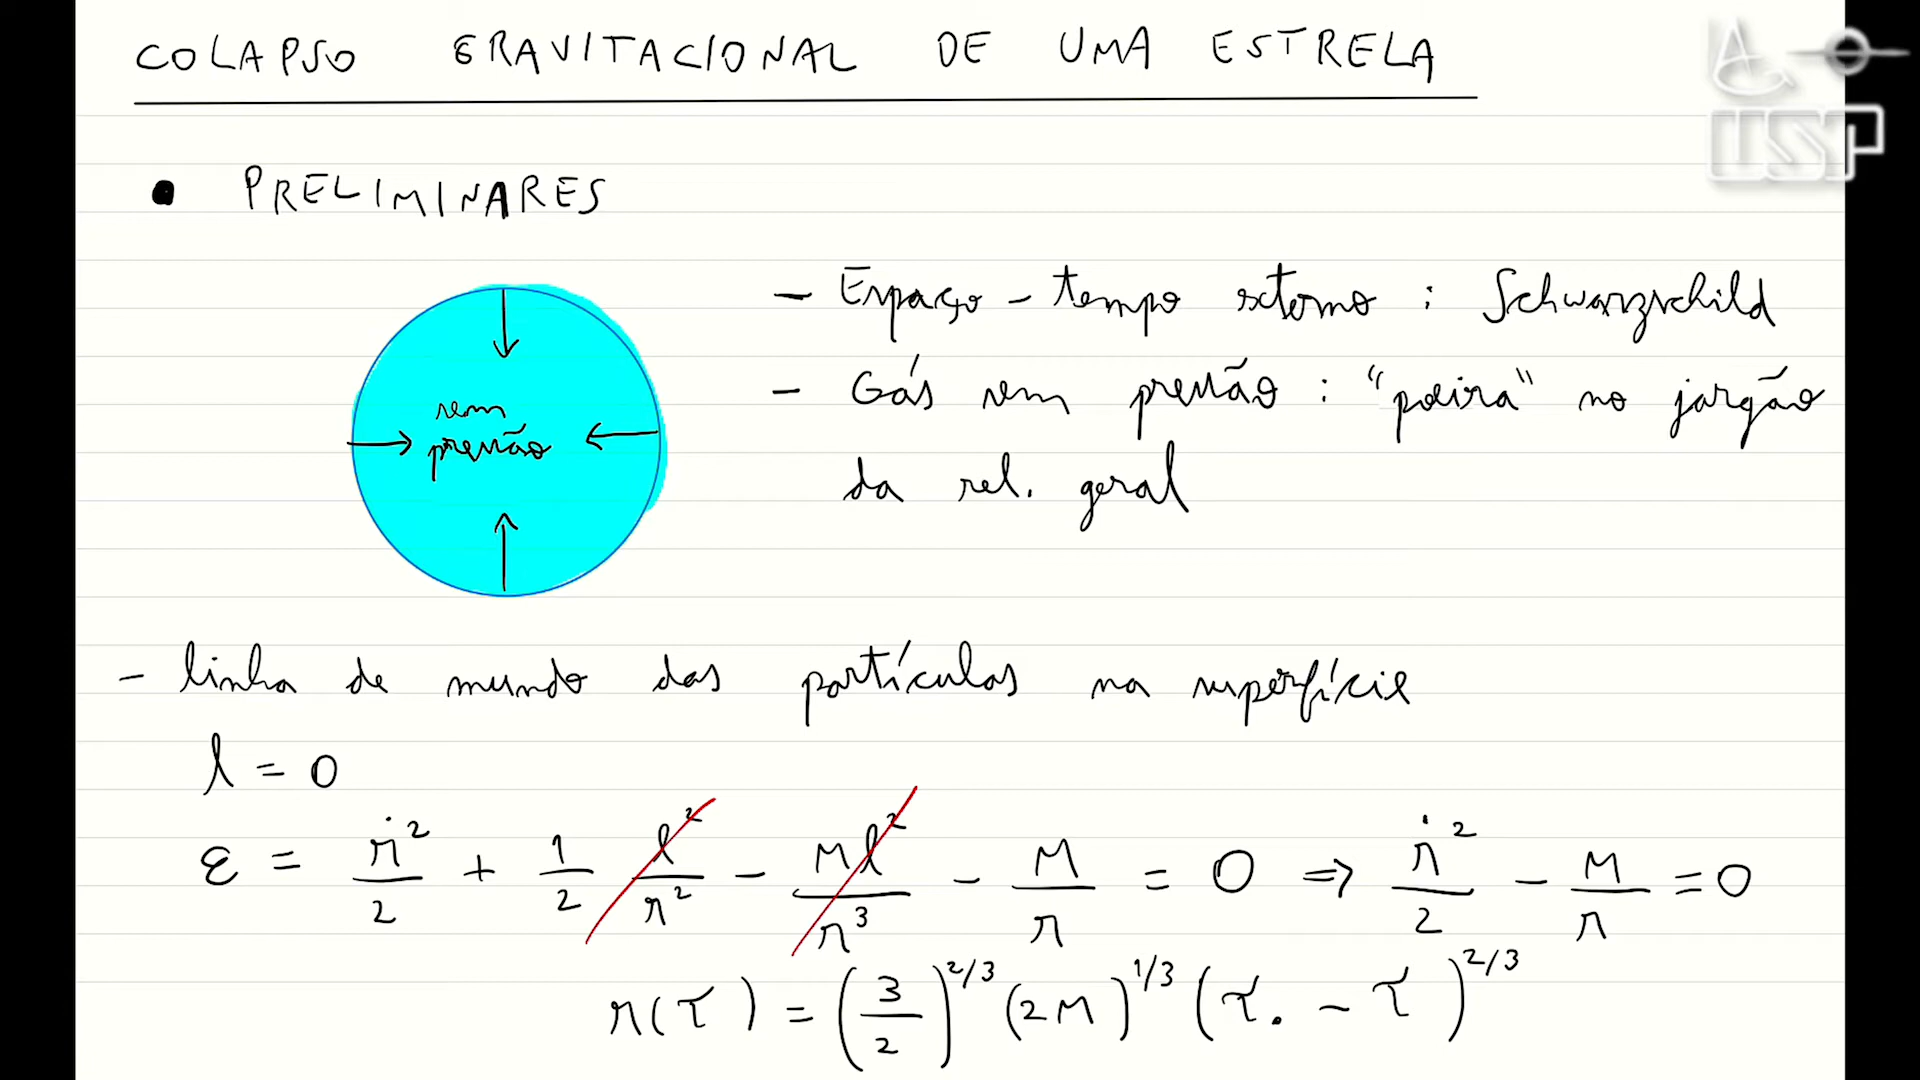 COLAPSO GRAVITACIONAL DE UMA ESTRELA
USP
• PRELIMINARES
sem pressão
- Espaço-tempo externo : Schwarzschild
- Gás sem pressão : "poeira" no jargão
da rel. geral
- linha de mundo das partículas na superfície
l = 0
ε = ṙ²/2 + 1/2 l²/r² - Ml²/r³ - M/r = 0 ⇒ ṙ²/2 - M/r = 0
r(τ) = (3/2)^2/3 (2M)^1/3 (τ. - τ)^2/3